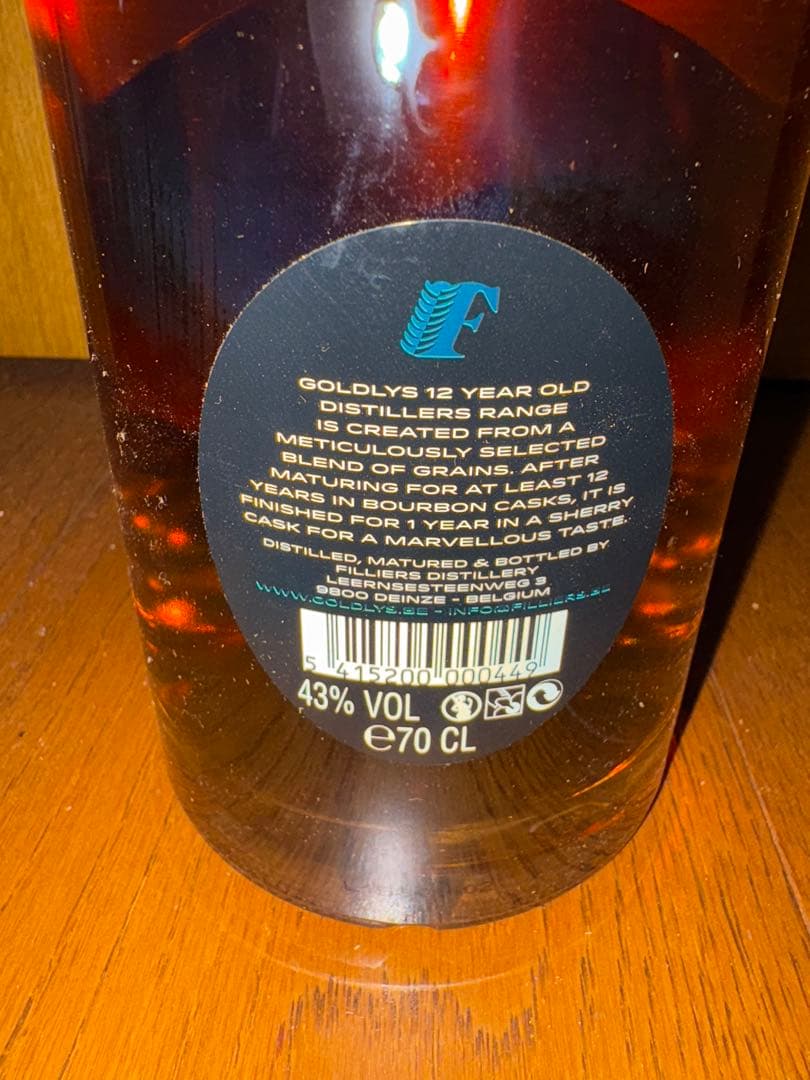 F
GOLDLYS 12 YEAR OLD
DISTILLERS RANGE
IS CREATED FROM A
METICULOUSLY SELECTED
BLEND OF GRAINS. AFTER
MATURING FOR AT LEAST 12
YEARS IN BOURBON CASKS, IT IS
FINISHED FOR 1 YEAR IN A SHERRY
CASK FOR A MARVELLOUS TASTE.
DISTILLED, MATURED & BOTTLED BY
FILLIERS DISTILLERY
LEERNSESTEENWEG 3
9800 DEINZE - BELGIUM
WWW.GOLDLYS.BE - INFO@FILLIERS.BE
5 415200 000449
43% VOL
℮70 CL